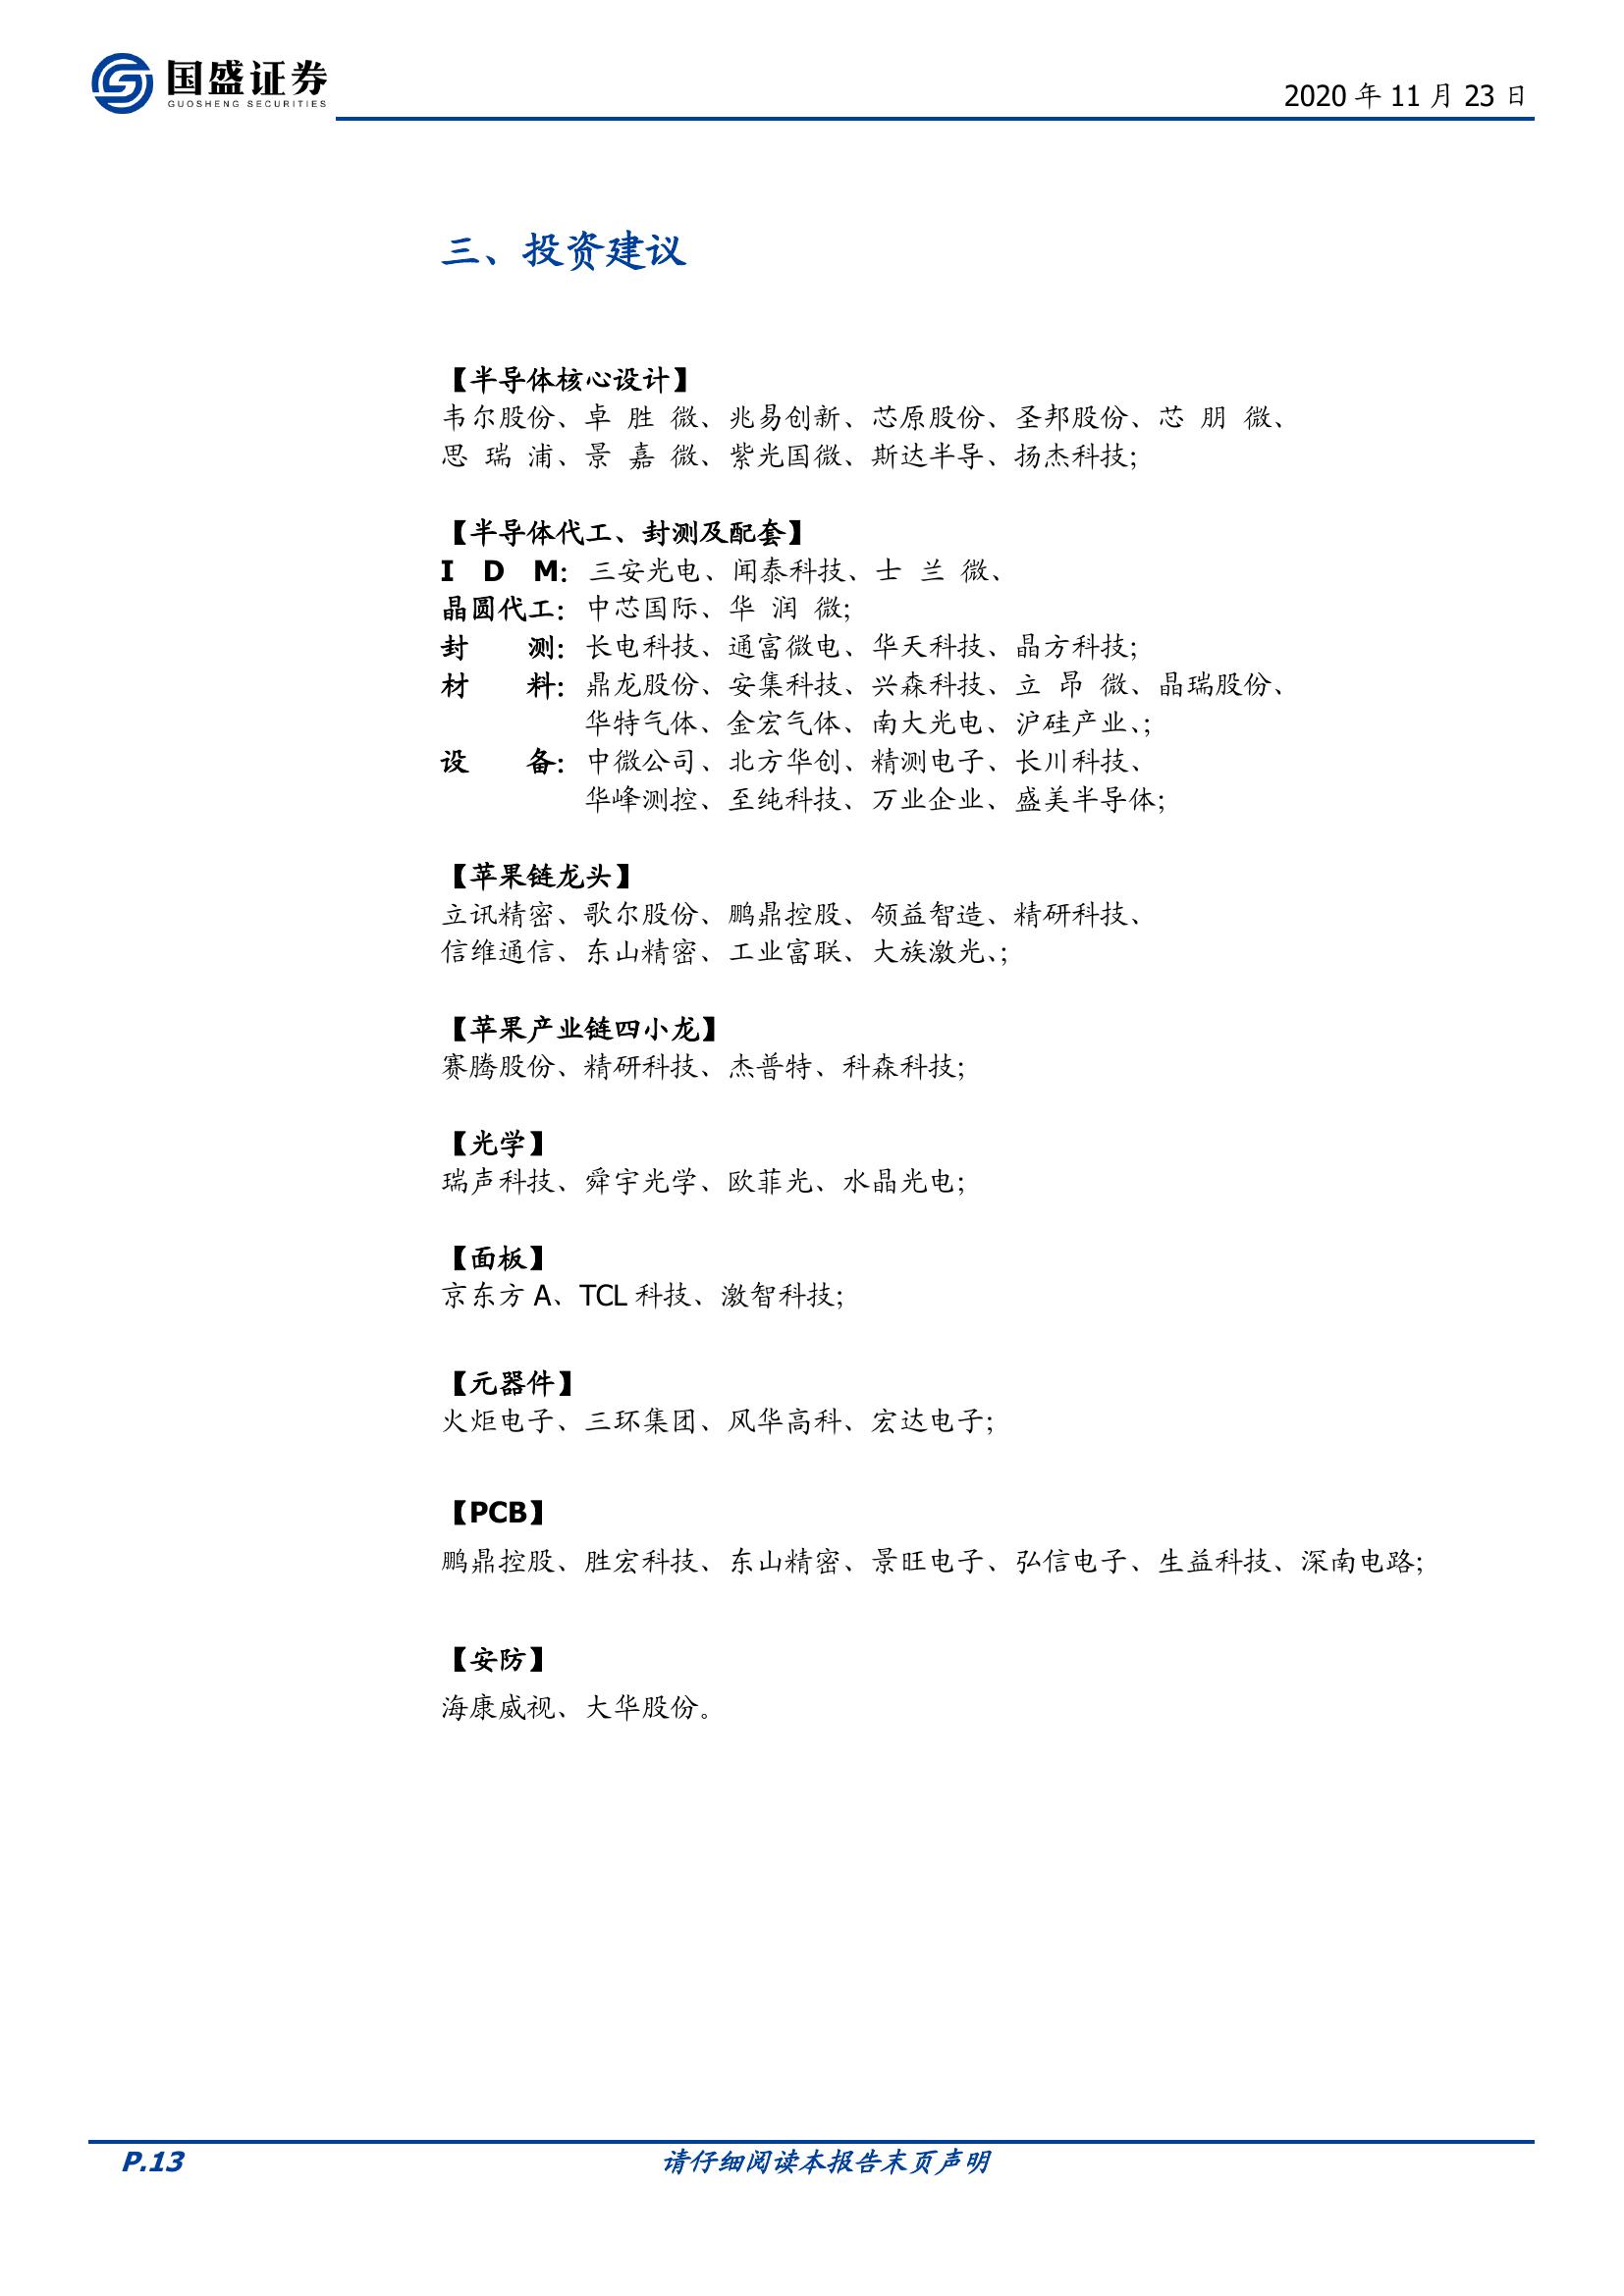 国盛证券
GUOSHENG SECURITIES
2020 年 11 月 23 日
三、投资建议
【半导体核心设计】
韦尔股份、卓 胜 微、兆易创新、芯原股份、圣邦股份、芯 朋 微、
思 瑞 浦、景 嘉 微、紫光国微、斯达半导、扬杰科技;
【半导体代工、封测及配套】
I D M: 三安光电、闻泰科技、士 兰 微、
晶圆代工: 中芯国际、华 润 微;
封 测: 长电科技、通富微电、华天科技、晶方科技;
材 料: 鼎龙股份、安集科技、兴森科技、立 昂 微、晶瑞股份、
华特气体、金宏气体、南大光电、沪硅产业、;
设 备: 中微公司、北方华创、精测电子、长川科技、
华峰测控、至纯科技、万业企业、盛美半导体;
【苹果链龙头】
立讯精密、歌尔股份、鹏鼎控股、领益智造、精研科技、
信维通信、东山精密、工业富联、大族激光、;
【苹果产业链四小龙】
赛腾股份、精研科技、杰普特、科森科技;
【光学】
瑞声科技、舜宇光学、欧菲光、水晶光电;
【面板】
京东方 A、TCL 科技、激智科技;
【元器件】
火炬电子、三环集团、风华高科、宏达电子;
【PCB】
鹏鼎控股、胜宏科技、东山精密、景旺电子、弘信电子、生益科技、深南电路;
【安防】
海康威视、大华股份。
P.13
请仔细阅读本报告末页声明